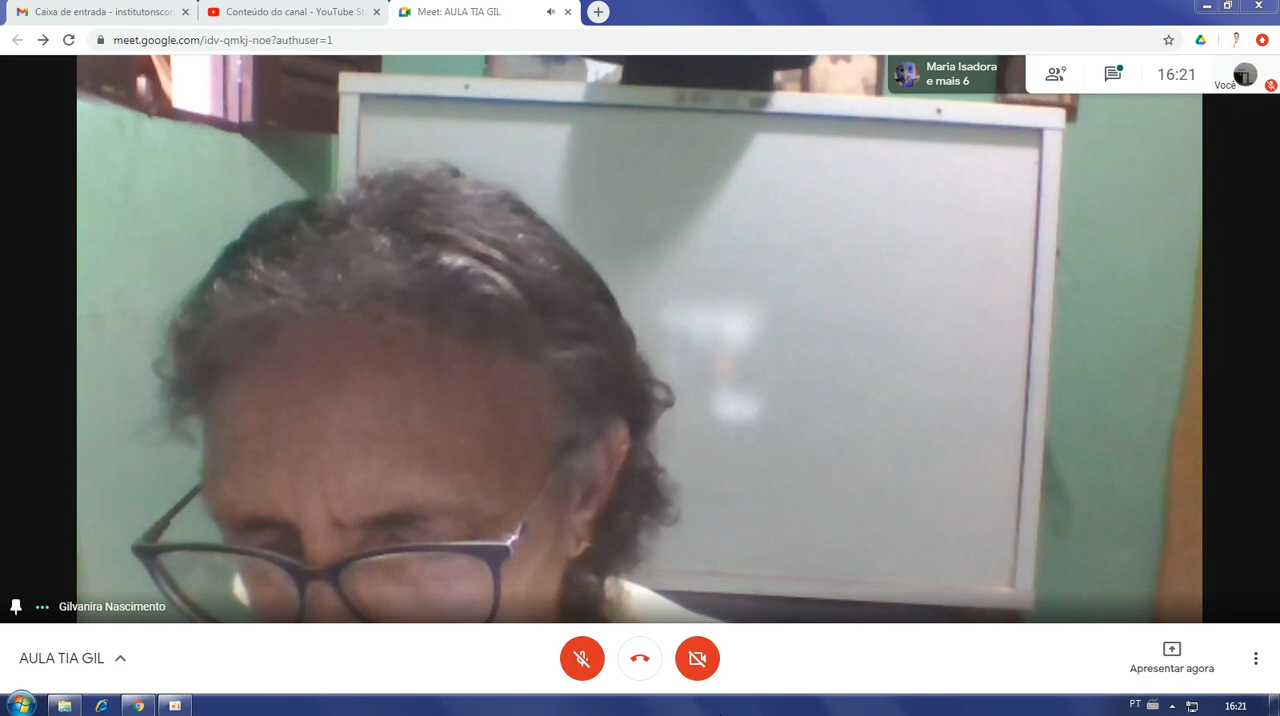 Caixa de entrada - institutonscon
Conteúdo do canal - YouTube St
Meet: AULA TIA GIL
meet.google.com/idv-qmkj-noe?authuser=1
Maria Isadora
e mais 6
9
16:21
Você
Gilvanira Nascimento
AULA TIA GIL
Apresentar agora
PT
16:21